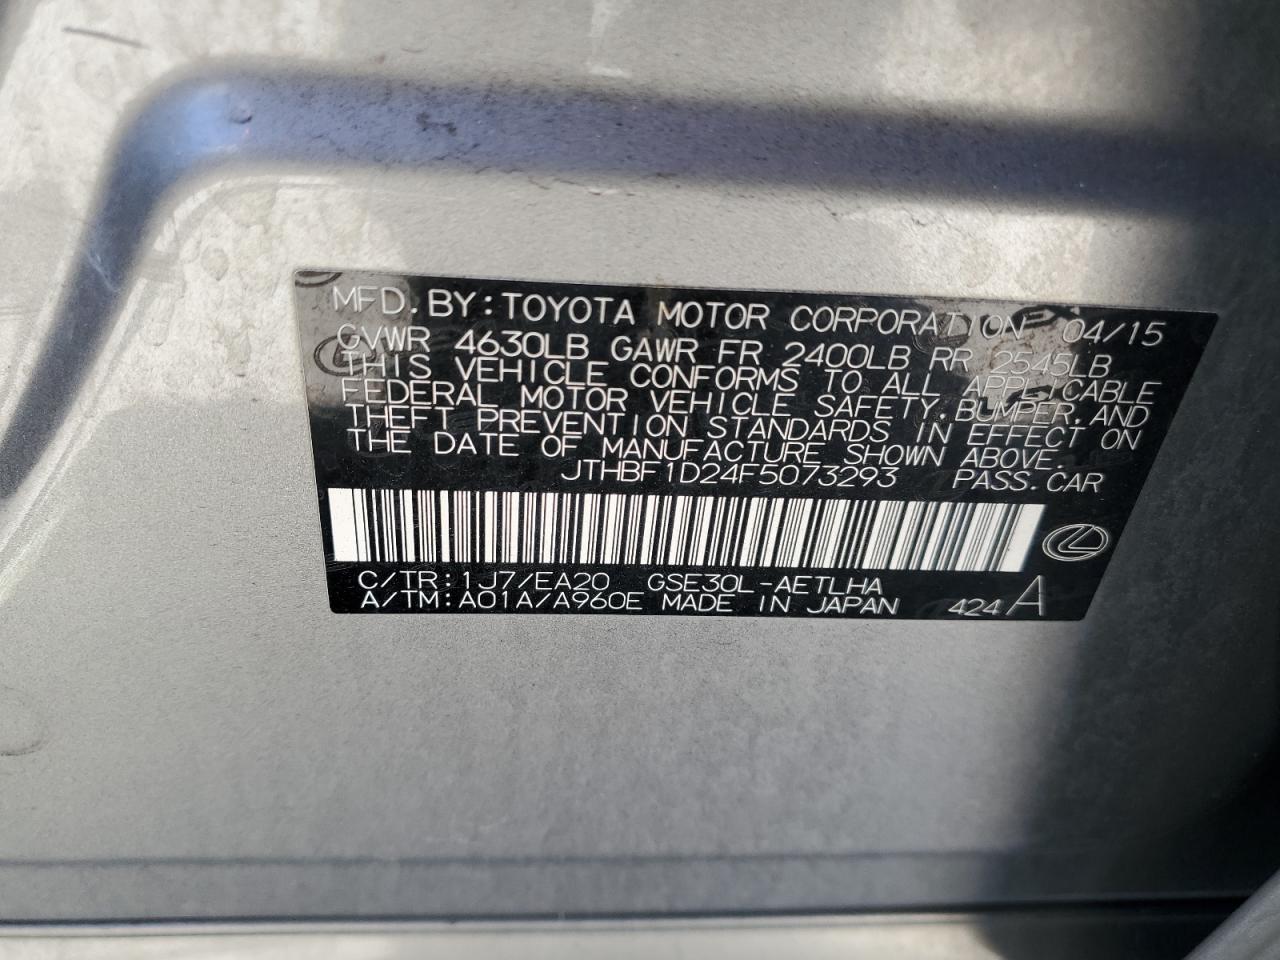 MFD. BY: TOYOTA MOTOR CORPORATION 04/15
GVWR 4630LB GAWR FR 2400LB RR 2545LB
THIS VEHICLE CONFORMS TO ALL APPLICABLE
FEDERAL MOTOR VEHICLE SAFETY, BUMPER, AND
THEFT PREVENTION STANDARDS IN EFFECT ON
THE DATE OF MANUFACTURE SHOWN ABOVE.
JTHBF1D24F5073293 PASS. CAR
C/TR: 1J7/EA20 GSE30L-AETLHA
A/TM: A01A/A960E MADE IN JAPAN 424 A